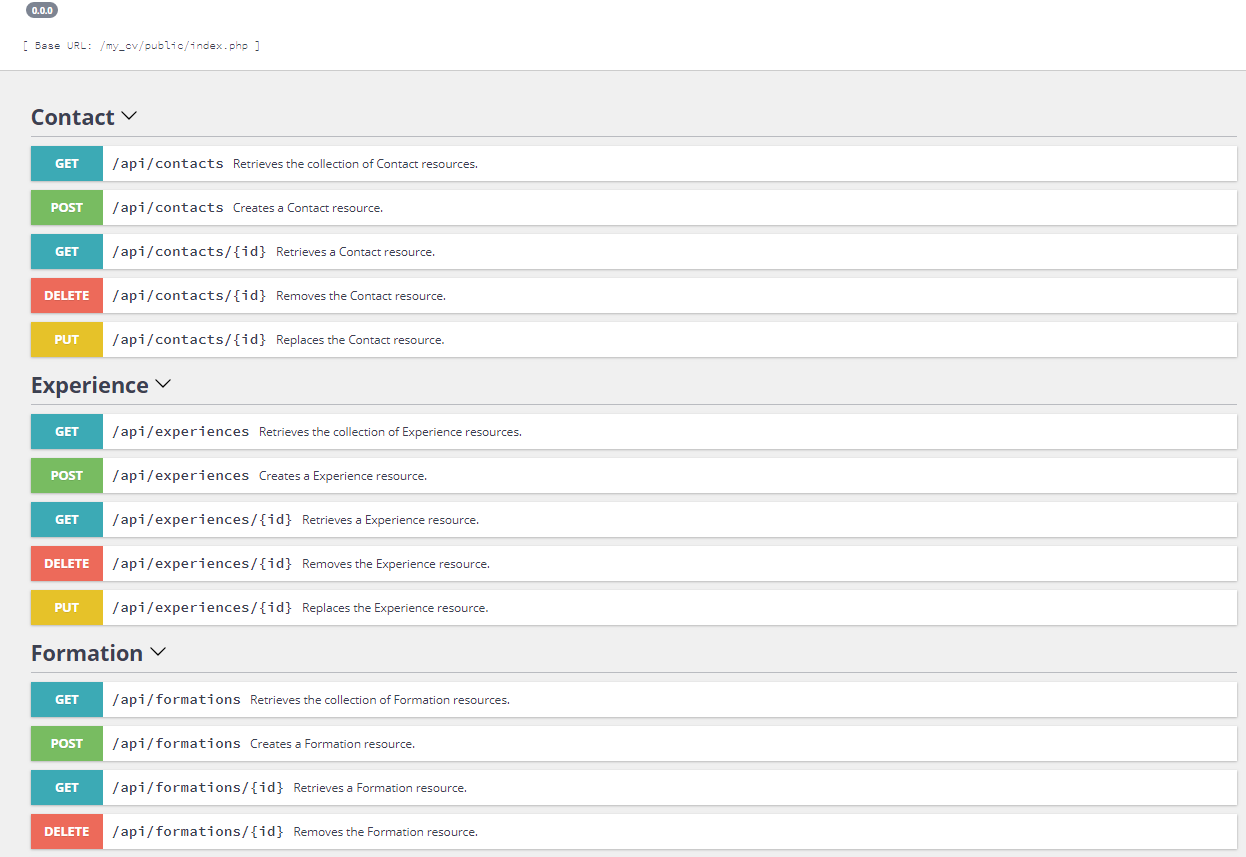 0.0.0
[ Base URL: /my_cv/public/index.php ]
Contact
GET /api/contacts Retrieves the collection of Contact resources.
POST /api/contacts Creates a Contact resource.
GET /api/contacts/{id} Retrieves a Contact resource.
DELETE /api/contacts/{id} Removes the Contact resource.
PUT /api/contacts/{id} Replaces the Contact resource.
Experience
GET /api/experiences Retrieves the collection of Experience resources.
POST /api/experiences Creates a Experience resource.
GET /api/experiences/{id} Retrieves a Experience resource.
DELETE /api/experiences/{id} Removes the Experience resource.
PUT /api/experiences/{id} Replaces the Experience resource.
Formation
GET /api/formations Retrieves the collection of Formation resources.
POST /api/formations Creates a Formation resource.
GET /api/formations/{id} Retrieves a Formation resource.
DELETE /api/formations/{id} Removes the Formation resource.